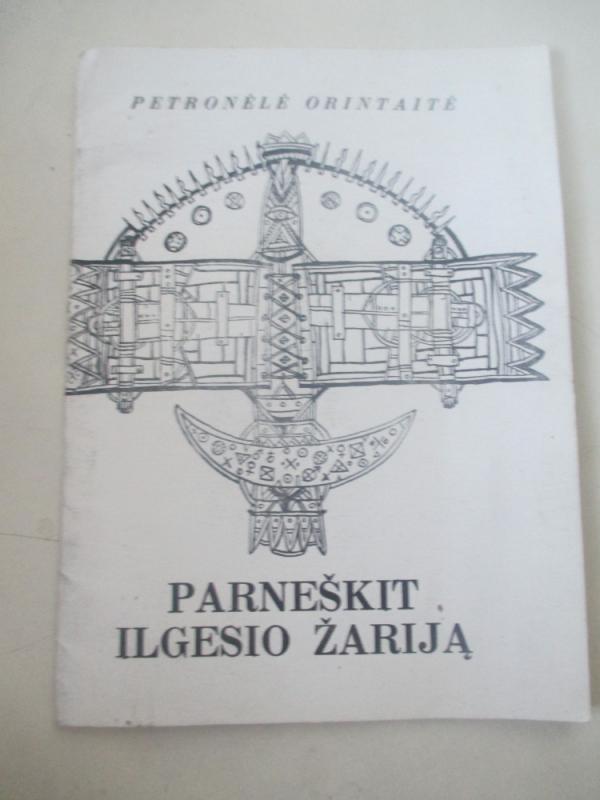 PETRONĖLĖ ORINTAITĖ
PARNEŠKIT
ILGESIO ŽARIJĄ